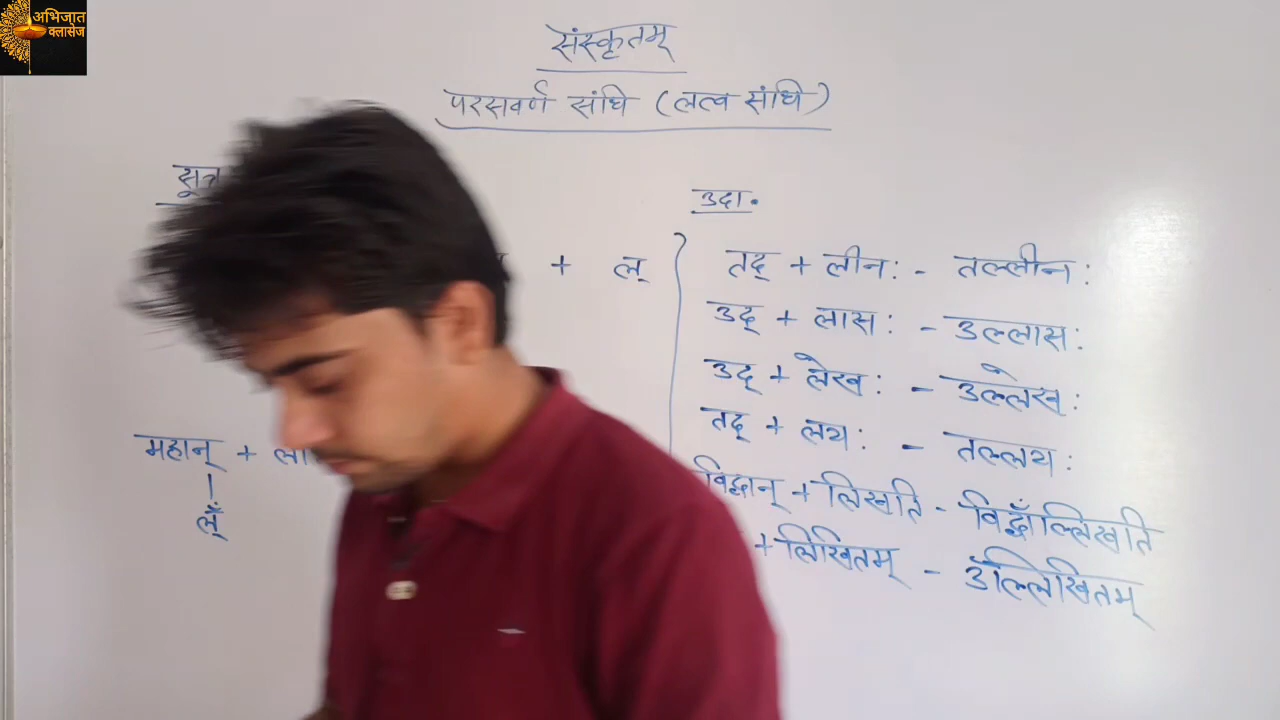 अभिजात
क्लासेज
संस्कृतम्
परसवर्ण संधि (लत्व संधि)
सूत्र
+ ल्
महान् + ला
ल्ँ
उदा.
तद् + लीन: - तल्लीन:
उद् + लास: - उल्लास:
उद् + लेख: - उल्लेख:
तद् + लय: - तल्लय:
विद्वान् + लिखति - विद्वाँल्लिखति
+ लिखितम् - उँल्लिखितम्